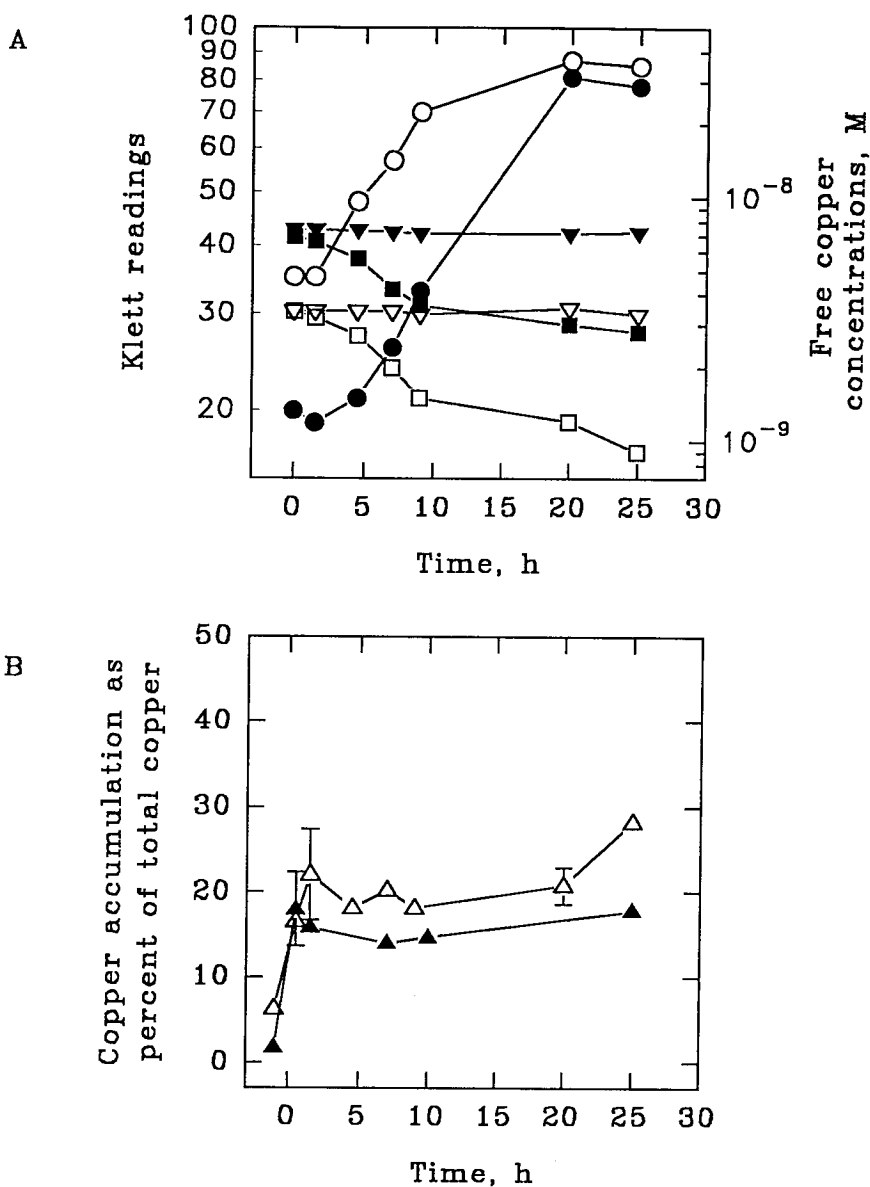 A
100
90
80
70
60
50
40
30
20
Klett readings
10⁻⁸
10⁻⁹
Free copper
concentrations, M
0 5 10 15 20 25 30
Time, h
B
50
40
30
20
10
0
Copper accumulation as
percent of total copper
0 5 10 15 20 25 30
Time, h